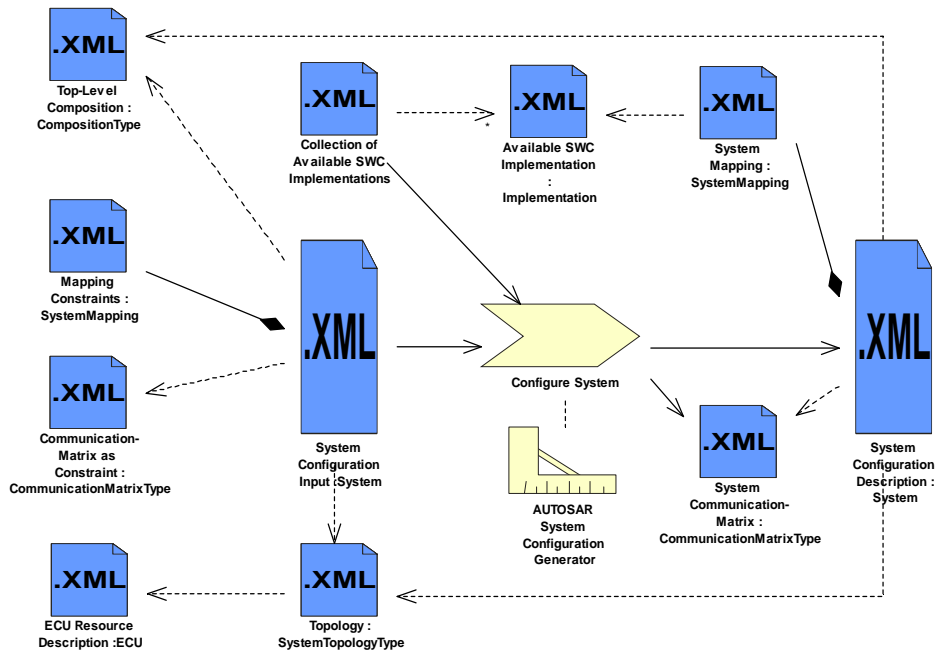 .XML
Top-Level
Composition :
CompositionType
.XML
Collection of
Available SWC
Implementations
*
.XML
Available SWC
Implementation
:
Implementation
.XML
System
Mapping :
SystemMapping
.XML
Mapping
Constraints :
SystemMapping
.XML
System
Configuration
Input :System
Configure System
.XML
System
Configuration
Description :
System
.XML
Communication-
Matrix as
Constraint :
CommunicationMatrixType
AUTOSAR
System
Configuration
Generator
.XML
System
Communication-
Matrix :
CommunicationMatrixType
.XML
ECU Resource
Description :ECU
.XML
Topology :
SystemTopologyType